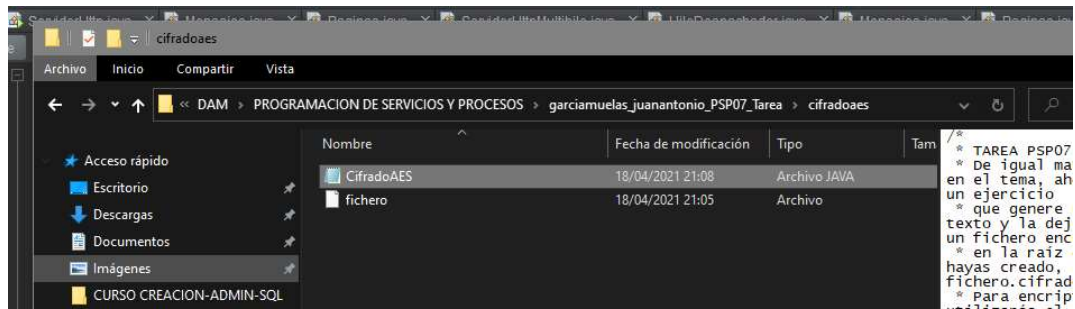 cifradoaes
Archivo Inicio Compartir Vista
« DAM › PROGRAMACION DE SERVICIOS Y PROCESOS › garciamuelas_juanantonio_PSP07_Tarea › cifradoaes
Nombre Fecha de modificación Tipo Tam
Acceso rápido
CifradoAES 18/04/2021 21:08 Archivo JAVA
Escritorio
fichero 18/04/2021 21:05 Archivo
Descargas
Documentos
Imágenes
CURSO CREACION-ADMIN-SQL
/*
* TAREA PSP07
* De igual ma
en el tema, ah
un ejercicio
* que genere
texto y la dej
un fichero enc
* en la raíz
hayas creado,
fichero.cifrad
* Para encrip